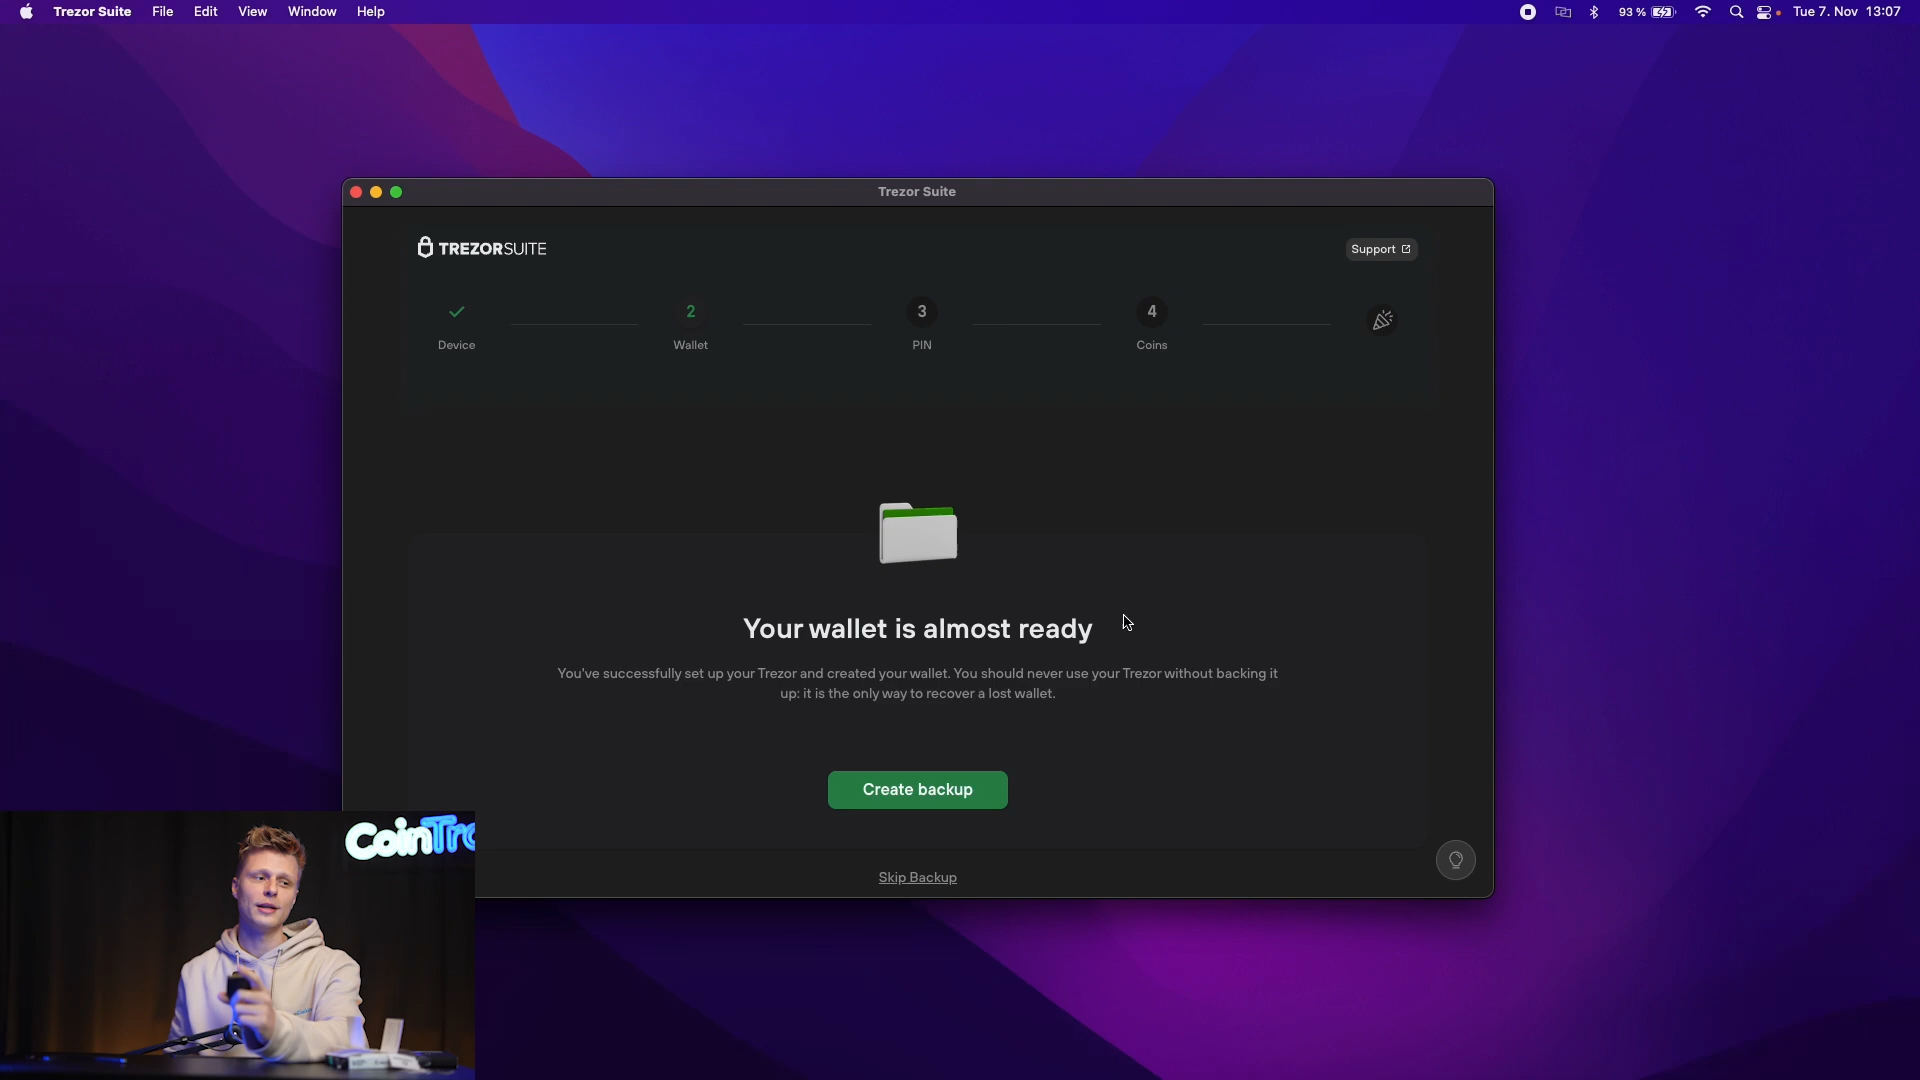 Trezor Suite File Edit View Window Help 93 % Tue 7. Nov 13:07
Trezor Suite
TREZORSUITE
Support
2 3 4
Device Wallet PIN Coins
Your wallet is almost ready
You've successfully set up your Trezor and created your wallet. You should never use your Trezor without backing it
up: it is the only way to recover a lost wallet.
Create backup
Skip Backup
CoinTra